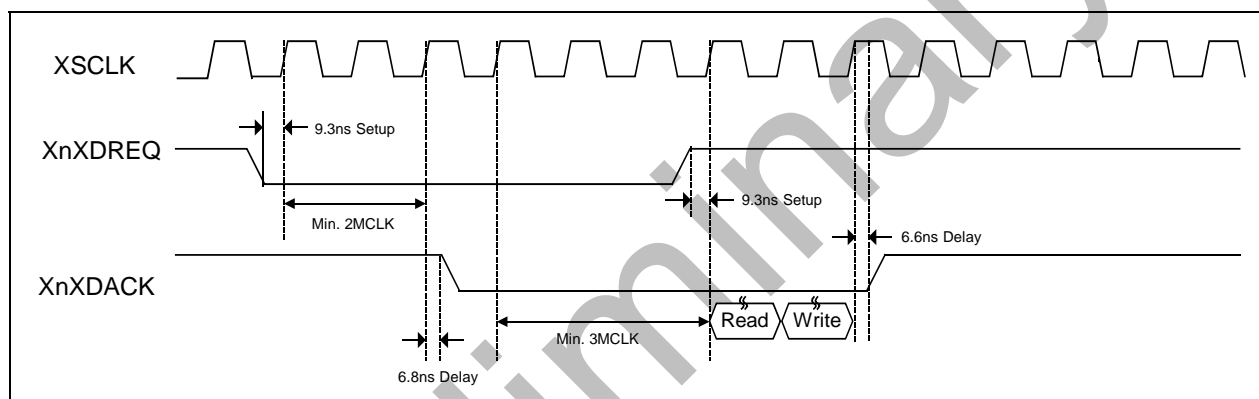 XSCLK
9.3ns Setup
XnXDREQ
9.3ns Setup
Min. 2MCLK
6.6ns Delay
XnXDACK
Read
Write
Min. 3MCLK
6.8ns Delay